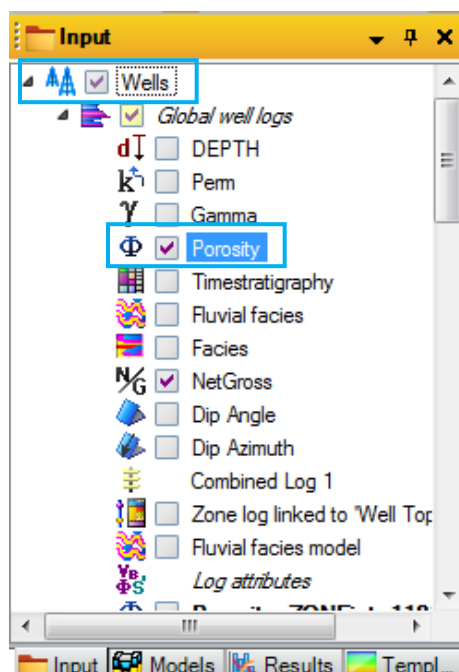 Input
Wells
Global well logs
DEPTH
Perm
Gamma
Porosity
Timestratigraphy
Fluvial facies
Facies
NetGross
Dip Angle
Dip Azimuth
Combined Log 1
Zone log linked to 'Well Top
Fluvial facies model
Log attributes
Input Models Results Templ...